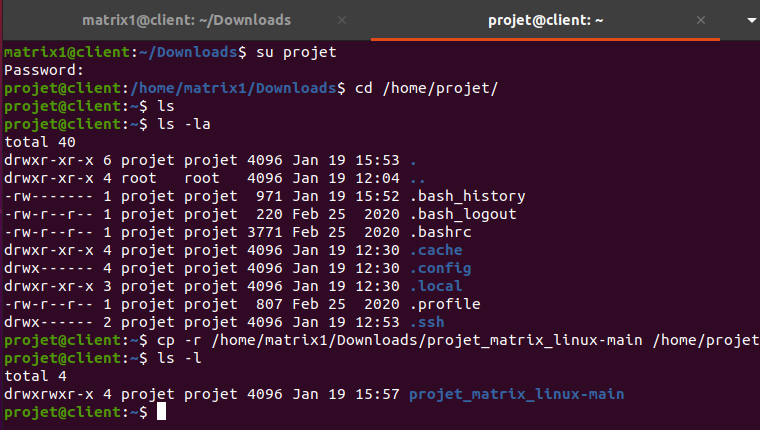 matrix1@client: ~/Downloads × projet@client: ~ ×
matrix1@client:~/Downloads$ su projet
Password:
projet@client:/home/matrix1/Downloads$ cd /home/projet/
projet@client:~$ ls
projet@client:~$ ls -la
total 40
drwxr-xr-x 6 projet projet 4096 Jan 19 15:53 .
drwxr-xr-x 4 root   root   4096 Jan 19 12:04 ..
-rw------- 1 projet projet  971 Jan 19 15:52 .bash_history
-rw-r--r-- 1 projet projet  220 Feb 25  2020 .bash_logout
-rw-r--r-- 1 projet projet 3771 Feb 25  2020 .bashrc
drwxr-xr-x 4 projet projet 4096 Jan 19 12:30 .cache
drwx------ 4 projet projet 4096 Jan 19 12:30 .config
drwxr-xr-x 3 projet projet 4096 Jan 19 12:30 .local
-rw-r--r-- 1 projet projet  807 Feb 25  2020 .profile
drwx------ 2 projet projet 4096 Jan 19 12:53 .ssh
projet@client:~$ cp -r /home/matrix1/Downloads/projet_matrix_linux-main /home/projet
projet@client:~$ ls -l
total 4
drwxrwxr-x 4 projet projet 4096 Jan 19 15:57 projet_matrix_linux-main
projet@client:~$